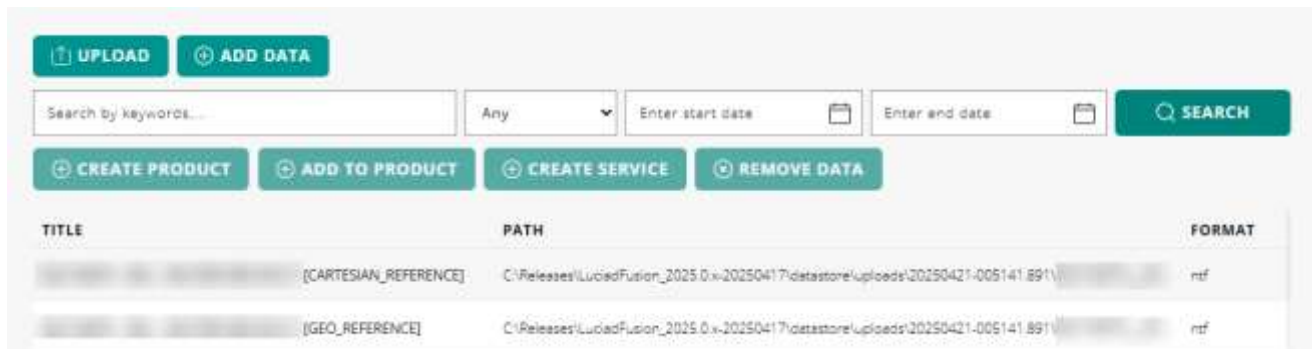 UPLOAD ADD DATA
Search by keywords... Any Enter start date Enter end date SEARCH
CREATE PRODUCT ADD TO PRODUCT CREATE SERVICE REMOVE DATA
TITLE PATH FORMAT
[CARTESIAN_REFERENCE] C:\Releases\LuciadFusion_2025.0.x-20250417\datastore\uploads\20250421-005141.891\ ntf
[GEO_REFERENCE] C:\Releases\LuciadFusion_2025.0.x-20250417\datastore\uploads\20250421-005141.891\ ntf